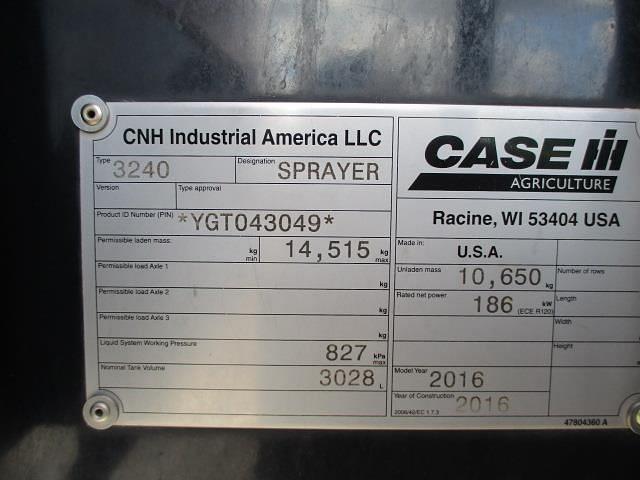 CNH Industrial America LLC
Type 3240 Designation SPRAYER
Version Type approval
Product ID Number (PIN) *YGT043049*
Permissible laden mass: kg min 14,515 kg max
Permissible load Axle 1 kg
Permissible load Axle 2 kg
Permissible load Axle 3 kg
Liquid System Working Pressure 827 kPa max
Nominal Tank Volume 3028 L
CASE IH
AGRICULTURE
Racine, WI 53404 USA
Made in: U.S.A.
Unladen mass 10,650 kg Number of rows
Rated net power 186 kW (ECE R120) Length
Width
Height
Model Year 2016
Year of Construction 2016
2006/42/EC 1.7.3
47804360 A